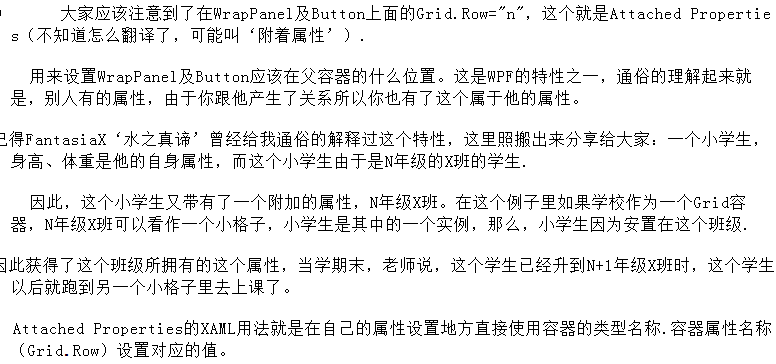 大家应该注意到了在WrapPanel及Button上面的Grid.Row="n"，这个就是Attached Propertie
s（不知道怎么翻译了，可能叫‘附着属性’）.
用来设置WrapPanel及Button应该在父容器的什么位置。这是WPF的特性之一，通俗的理解起来就
是，别人有的属性，由于你跟他产生了关系所以你也有了这个属于他的属性。
记得FantasiaX‘水之真谛’曾经给我通俗的解释过这个特性，这里照搬出来分享给大家：一个小学生，
身高、体重是他的自身属性，而这个小学生由于是N年级的X班的学生.
因此，这个小学生又带有了一个附加的属性，N年级X班。在这个例子里如果学校作为一个Grid容
器，N年级X班可以看作一个小格子，小学生是其中的一个实例，那么，小学生因为安置在这个班级.
因此获得了这个班级所拥有的这个属性，当学期末，老师说，这个学生已经升到N+1年级X班时，这个学生
以后就跑到另一个小格子里去上课了。
Attached Properties的XAML用法就是在自己的属性设置地方直接使用容器的类型名称.容器属性名称
（Grid.Row）设置对应的值。